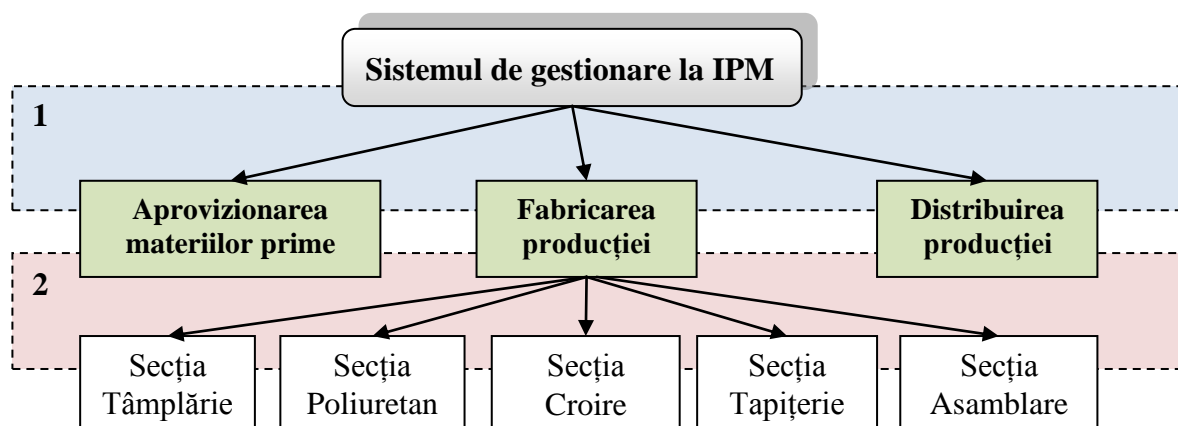 Sistemul de gestionare la IPM
1
Aprovizionarea
materiilor prime
Fabricarea
producției
Distribuirea
producției
2
Secția
Tâmplărie
Secția
Poliuretan
Secția
Croire
Secția
Tapițerie
Secția
Asamblare